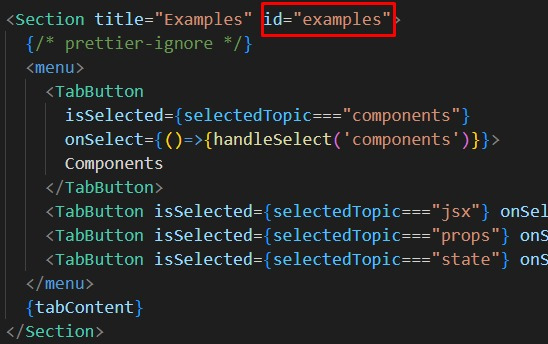 <Section title="Examples" id="examples">
{/* prettier-ignore */}
<menu>
<TabButton
isSelected={selectedTopic==="components"}
onSelect={()=>{handleSelect('components')}}>
Components
</TabButton>
<TabButton isSelected={selectedTopic==="jsx"} onSel
<TabButton isSelected={selectedTopic==="props"} onS
<TabButton isSelected={selectedTopic==="state"} onS
</menu>
{tabContent}
</Section>